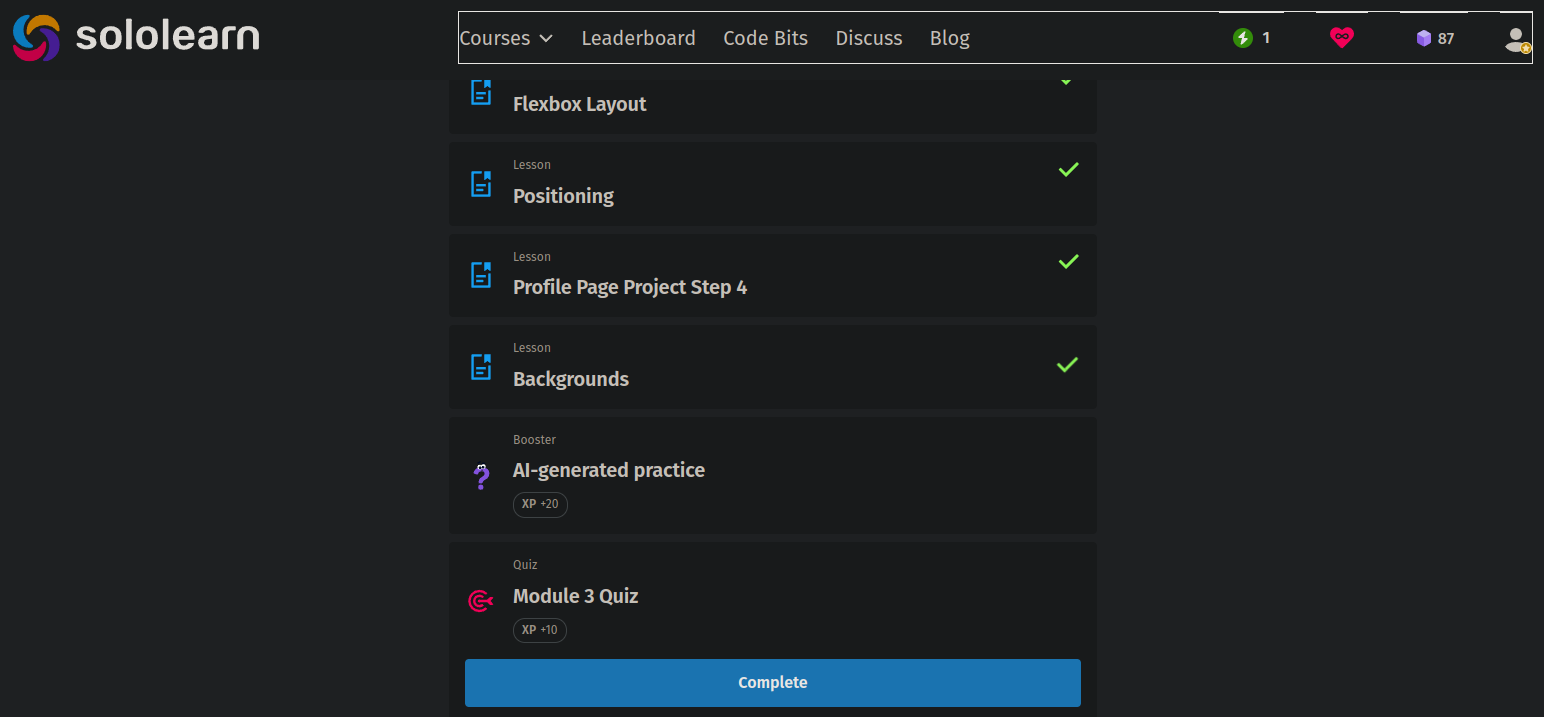 sololearn
Courses Leaderboard Code Bits Discuss Blog 1 87
Flexbox Layout
Lesson
Positioning
Lesson
Profile Page Project Step 4
Lesson
Backgrounds
Booster
AI-generated practice
XP +20
Quiz
Module 3 Quiz
XP +10
Complete